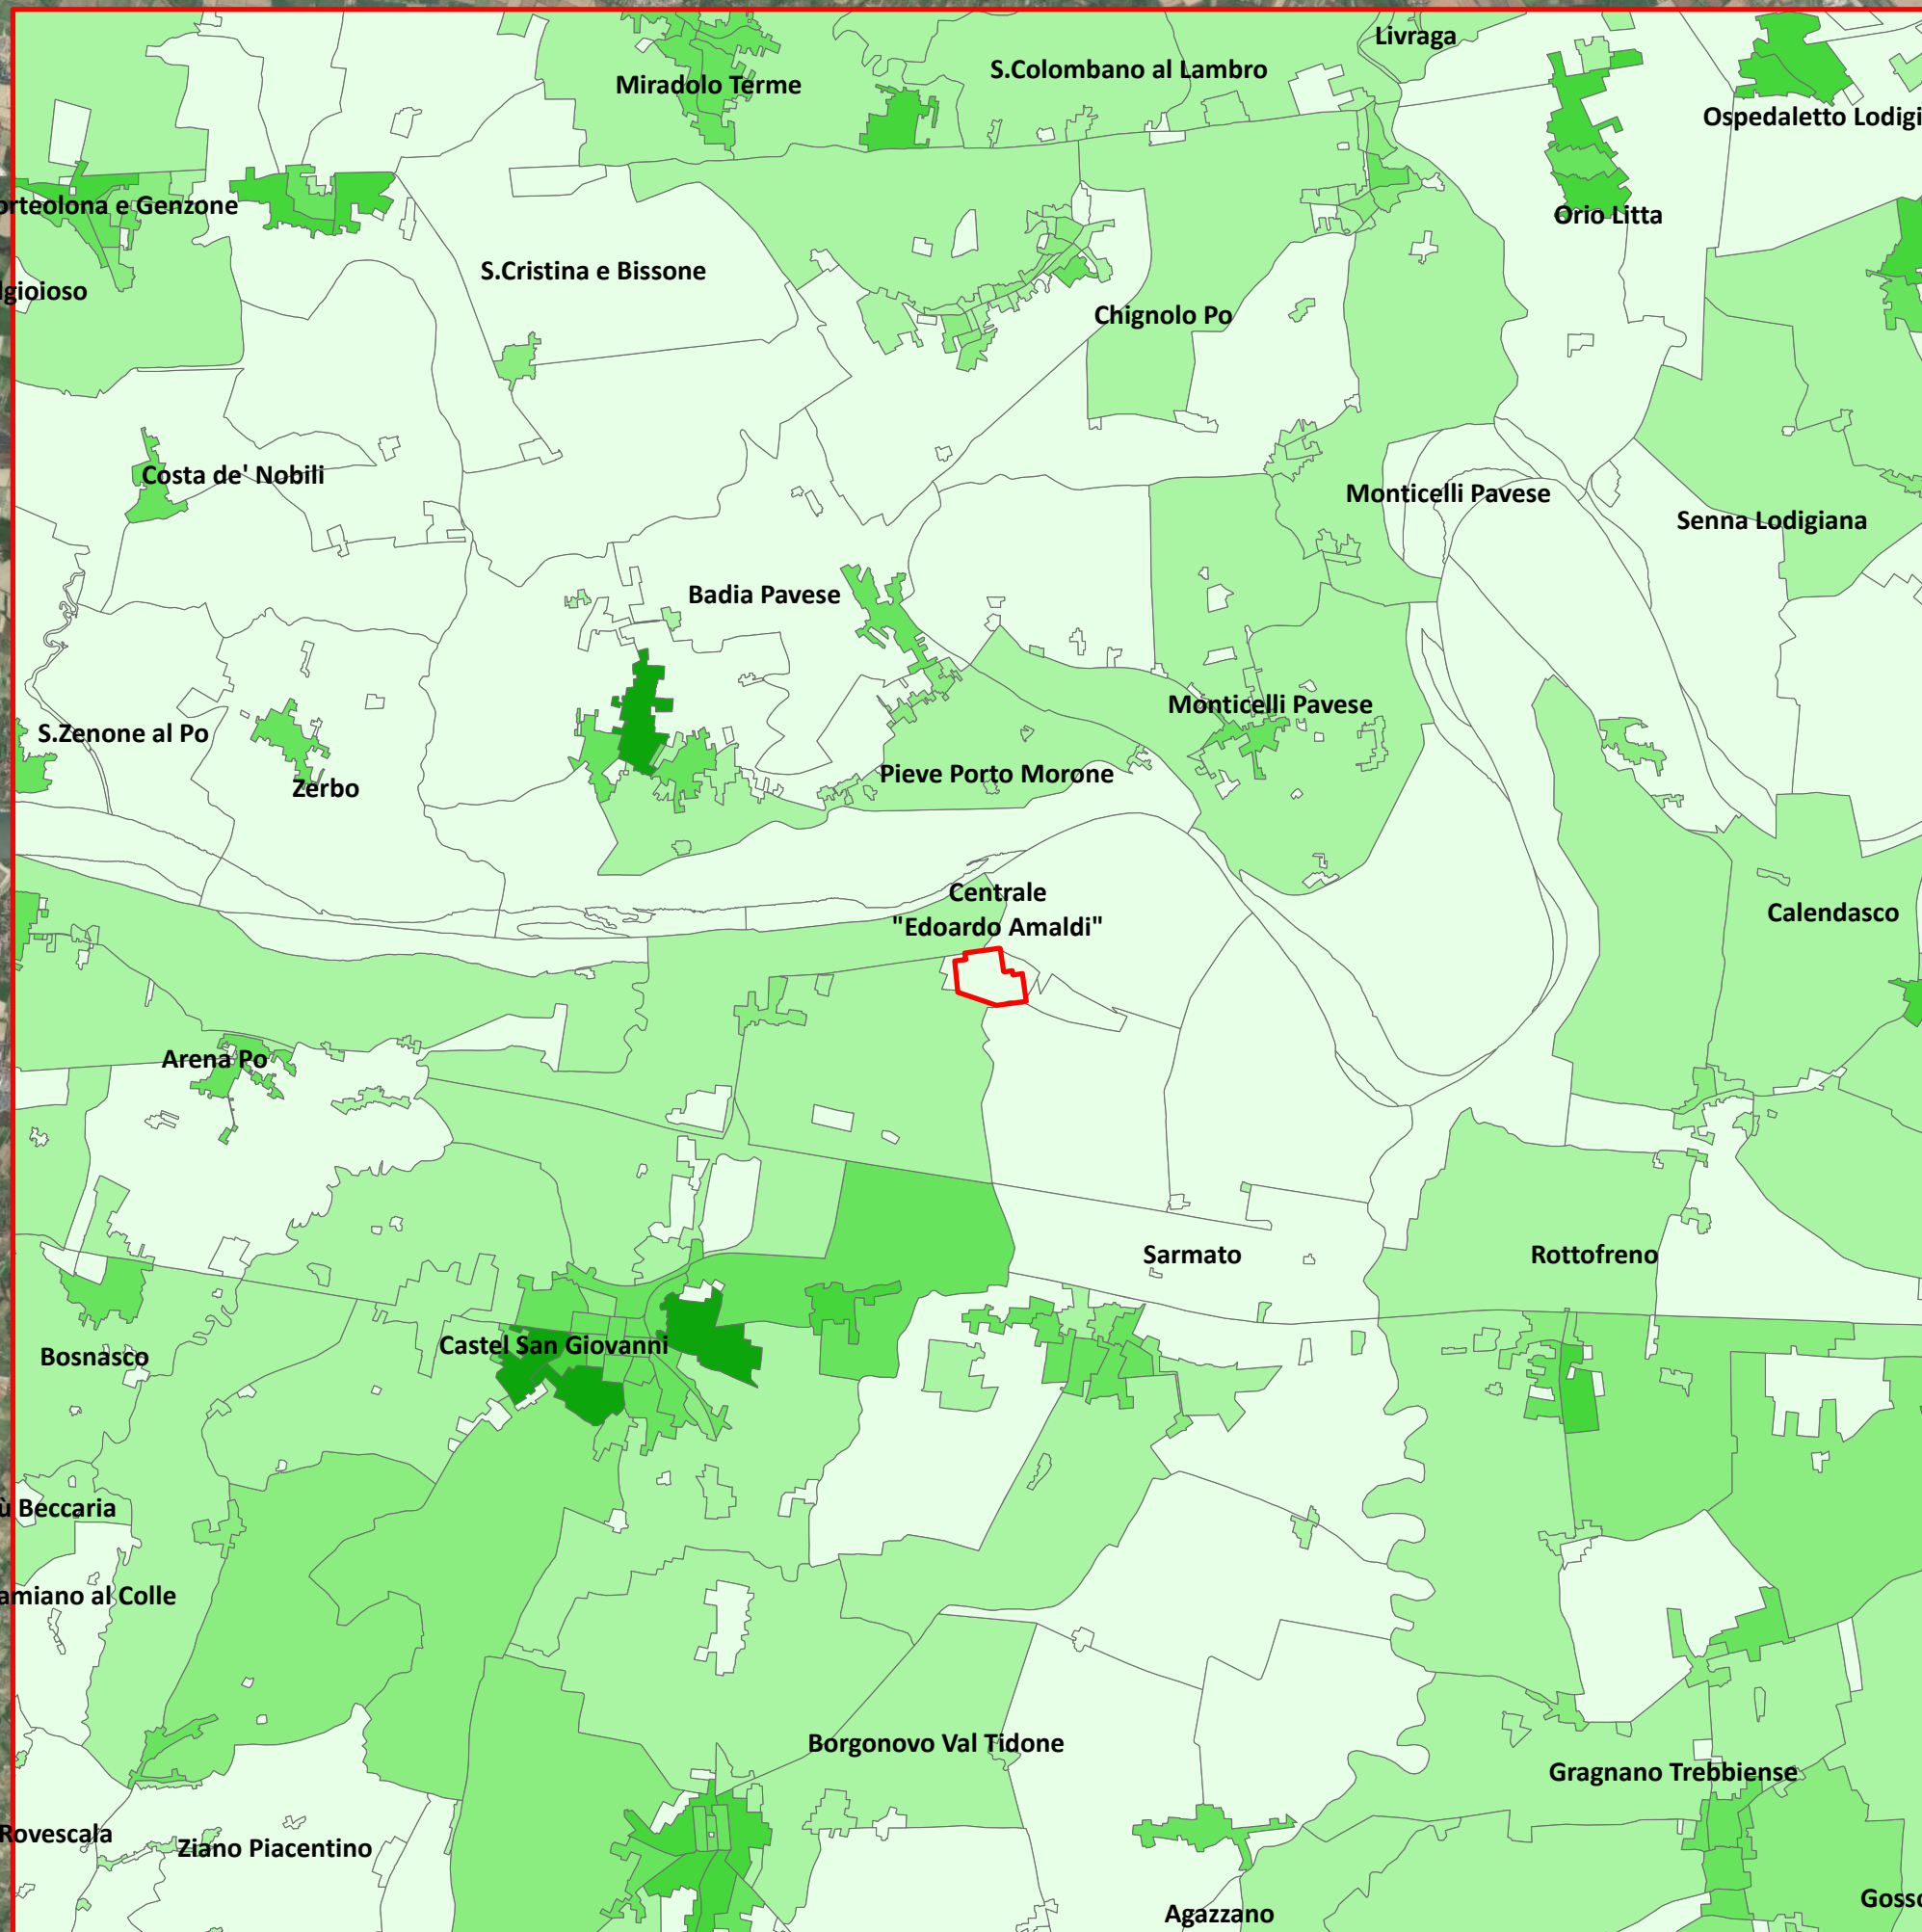 Livraga
S.Colombano al Lambro
Miradolo Terme
Ospedaletto Lodigi
orteolona e Genzone
Orio Litta
S.Cristina e Bissone
lgioioso
Chignolo Po
Costa de' Nobili
Monticelli Pavese
Senna Lodigiana
Badia Pavese
Monticelli Pavese
S.Zenone al Po
Pieve Porto Morone
Zerbo
Centrale
"Edoardo Amaldi"
Calendasco
Arena Po
Sarmato
Rottofreno
Castel San Giovanni
Bosnasco
ù Beccaria
amiano al Colle
Borgonovo Val Tidone
Gragnano Trebbiense
Rovescala
Ziano Piacentino
Gosso
Agazzano